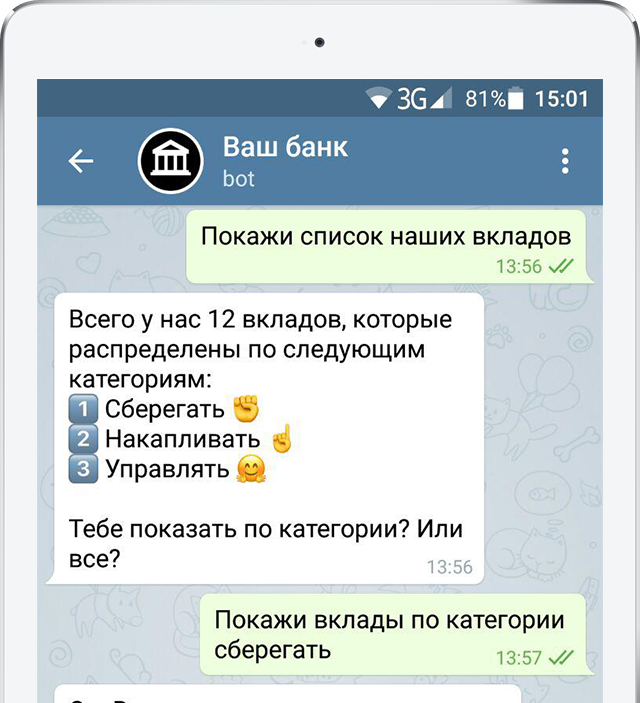 3G 81% 15:01
Ваш банк
bot
Покажи список наших вкладов
13:56
Всего у нас 12 вкладов, которые
распределены по следующим
категориям:
1 Сберегать ✊
2 Накапливать ☝
3 Управлять 🤗
Тебе показать по категории? Или
все?
13:56
Покажи вклады по категории
сберегать
13:57